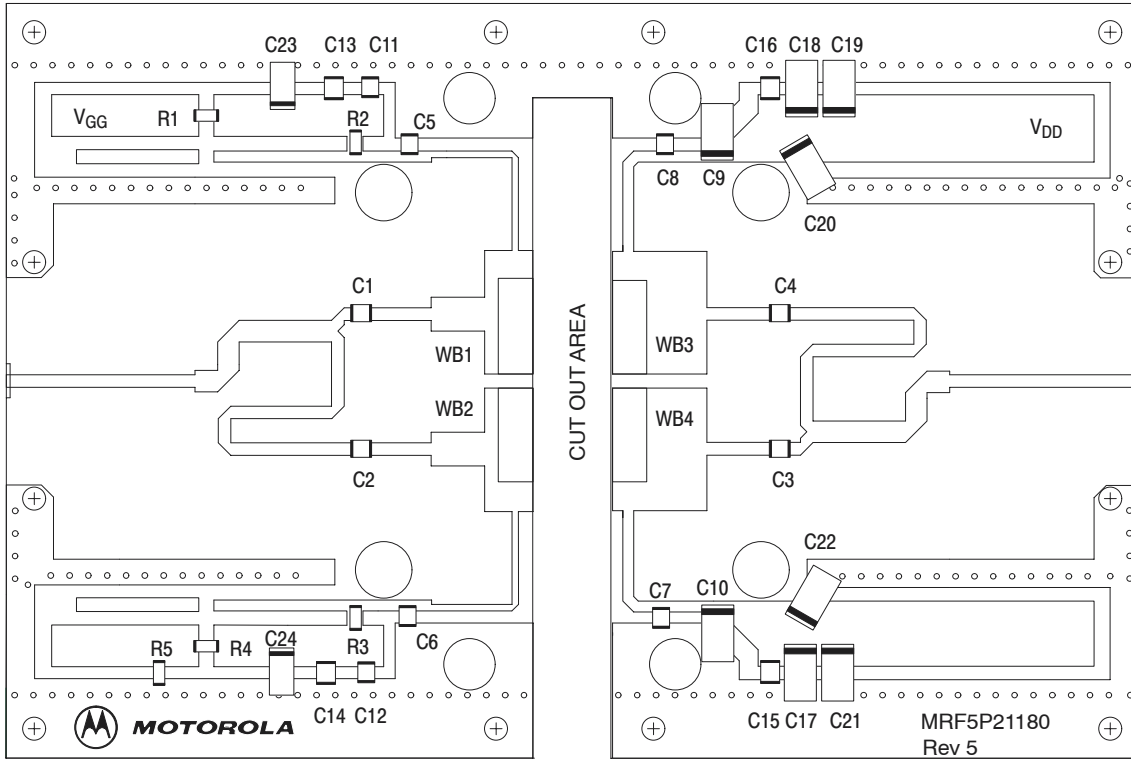 C23 C13 C11
C16 C18 C19
VGG R1 R2 C5
C8 C9 VDD
C20
C1 C4
WB1 WB3
CUT OUT AREA
WB2 WB4
C2 C3
C22
C7 C10
R5 R4 C24 R3 C6
C14 C12
C15 C17 C21
MOTOROLA
MRF5P21180
Rev 5